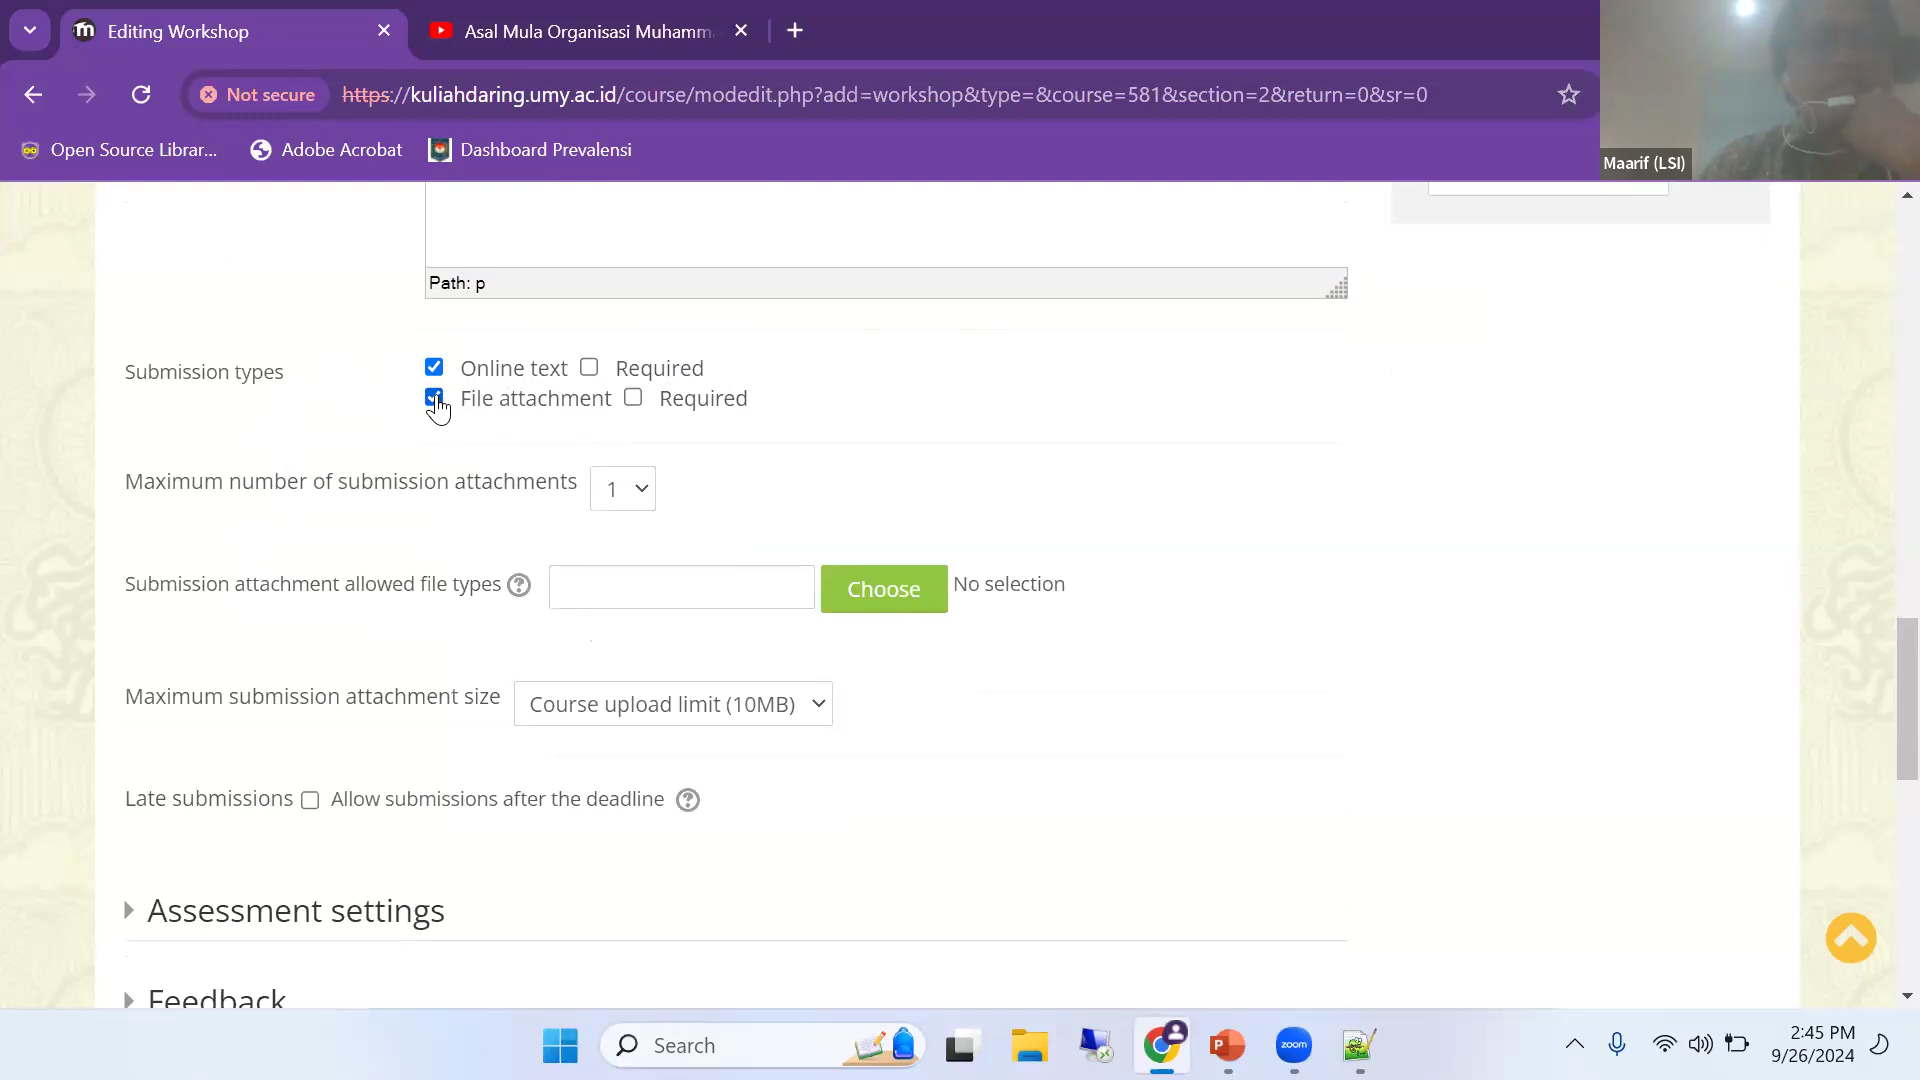 Editing Workshop
Asal Mula Organisasi Muhamm
Not secure
https://kuliahdaring.umy.ac.id/course/modedit.php?add=workshop&type=&course=581&section=2&return=0&sr=0
Open Source Librar...
Adobe Acrobat
Dashboard Prevalensi
Maarif (LSI)
Path: p
Submission types
Online text
Required
File attachment
Required
Maximum number of submission attachments
1
Submission attachment allowed file types
Choose
No selection
Maximum submission attachment size
Course upload limit (10MB)
Late submissions
Allow submissions after the deadline
Assessment settings
Feedback
Search
zoom
2:45 PM
9/26/2024